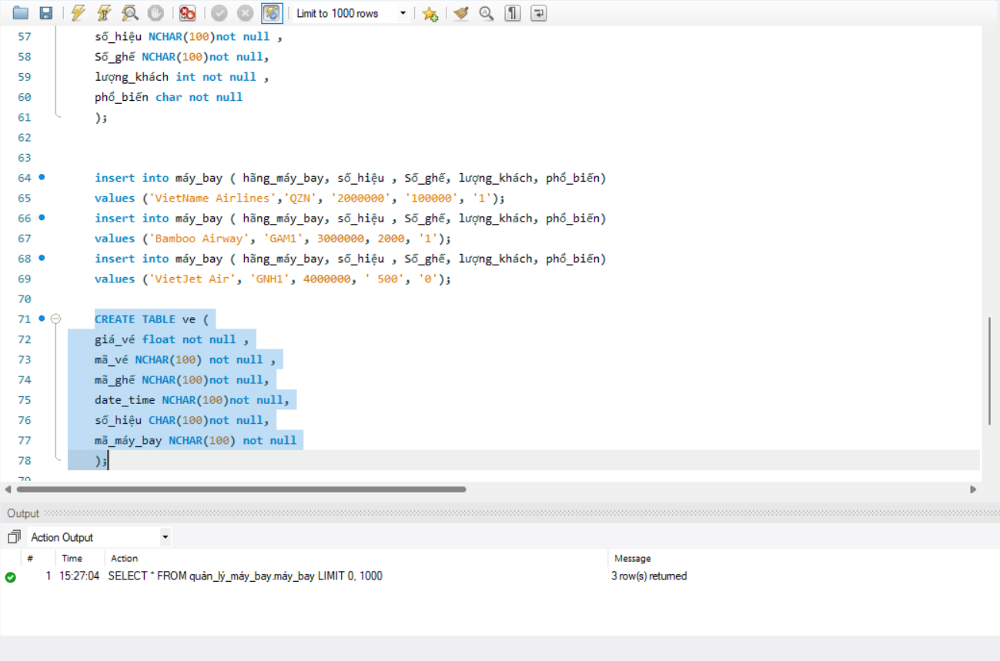 Limit to 1000 rows
57 số_hiệu NCHAR(100)not null ,
58 Số_ghế NCHAR(100)not null,
59 lượng_khách int not null ,
60 phổ_biến char not null
61 );
62
63
64 insert into máy_bay ( hãng_máy_bay, số_hiệu , Số_ghế, lượng_khách, phổ_biến)
65 values ('VietName Airlines','QZN', '2000000', '100000', '1');
66 insert into máy_bay ( hãng_máy_bay, số_hiệu , Số_ghế, lượng_khách, phổ_biến)
67 values ('Bamboo Airway', 'GAM1', 3000000, 2000, '1');
68 insert into máy_bay ( hãng_máy_bay, số_hiệu , Số_ghế, lượng_khách, phổ_biến)
69 values ('VietJet Air', 'GNH1', 4000000, ' 500', '0');
70
71 CREATE TABLE ve (
72 giá_vé float not null ,
73 mã_vé NCHAR(100) not null ,
74 mã_ghế NCHAR(100)not null,
75 date_time NCHAR(100)not null,
76 số_hiệu CHAR(100)not null,
77 mã_máy_bay NCHAR(100) not null
78 );
79
Output
Action Output
# Time Action Message
1 15:27:04 SELECT * FROM quản_lý_máy_bay.máy_bay LIMIT 0, 1000 3 row(s) returned